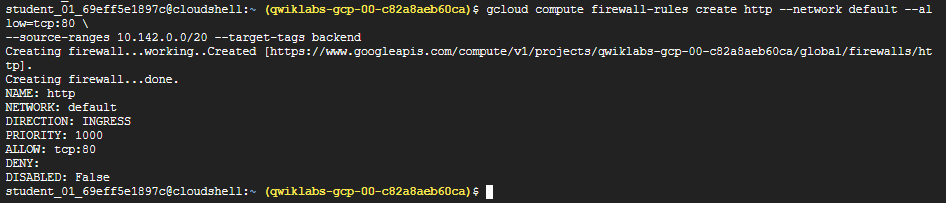 student_01_69eff5e1897c@cloudshell:~ (qwiklabs-gcp-00-c82a8aeb60ca)$ gcloud compute firewall-rules create http --network default --al
low=tcp:80 \
--source-ranges 10.142.0.0/20 --target-tags backend
Creating firewall...working..Created [https://www.googleapis.com/compute/v1/projects/qwiklabs-gcp-00-c82a8aeb60ca/global/firewalls/ht
tp].
Creating firewall...done.
NAME: http
NETWORK: default
DIRECTION: INGRESS
PRIORITY: 1000
ALLOW: tcp:80
DENY:
DISABLED: False
student_01_69eff5e1897c@cloudshell:~ (qwiklabs-gcp-00-c82a8aeb60ca)$